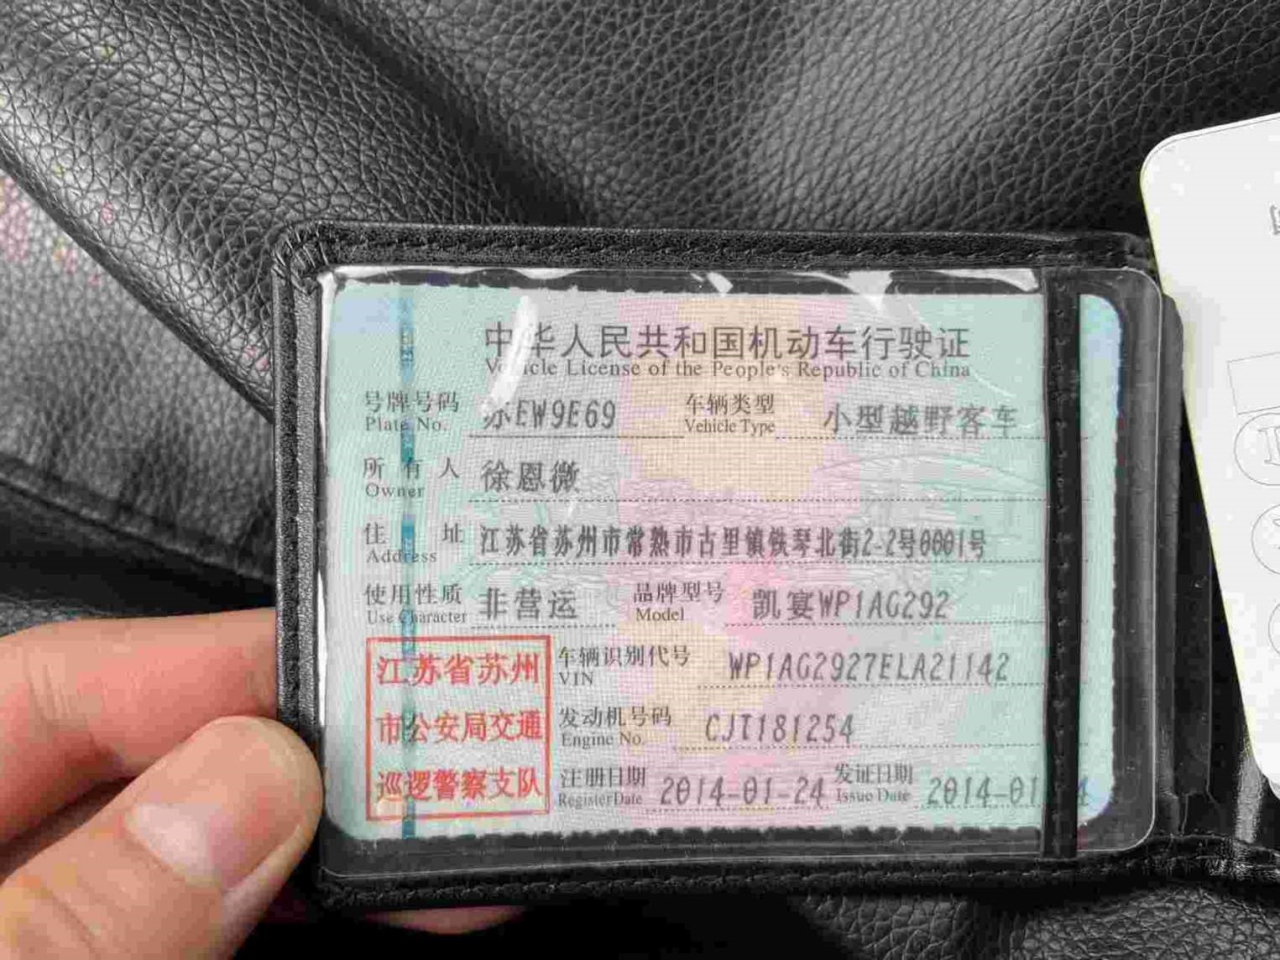 中华人民共和国机动车行驶证
Vehicle License of the People's Republic of China
号牌号码 苏EW9E69 车辆类型 小型越野客车
Plate No. Vehicle Type
所有人 徐恩微
Owner
住址 江苏省苏州市常熟市古里镇铁琴北街2-2号0001号
Address
使用性质 非营运 品牌型号 凯宴WP1AG292
Use Character Model
江苏省苏州 车辆识别代号 WP1AG2927ELA21142
VIN
市公安局交通 发动机号码 CJT181254
Engine No.
巡逻警察支队 注册日期 2014-01-24 发证日期 2014-01
Register Date Issue Date